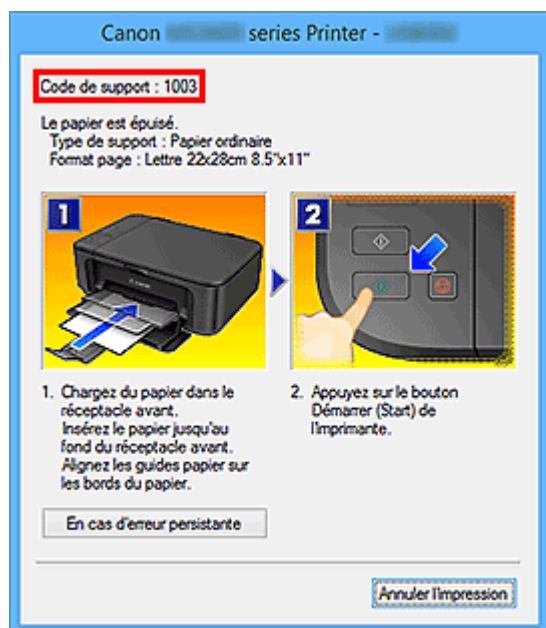 Canon series Printer -
Code de support : 1003
Le papier est épuisé.
Type de support : Papier ordinaire
Format page : Lettre 22x28cm 8.5"x11"
1
2
1. Chargez du papier dans le
réceptacle avant.
Insérez le papier jusqu'au
fond du réceptacle avant.
Alignez les guides papier sur
les bords du papier.
2. Appuyez sur le bouton
Démarrer (Start) de
l'imprimante.
En cas d'erreur persistante
Annuler l'impression